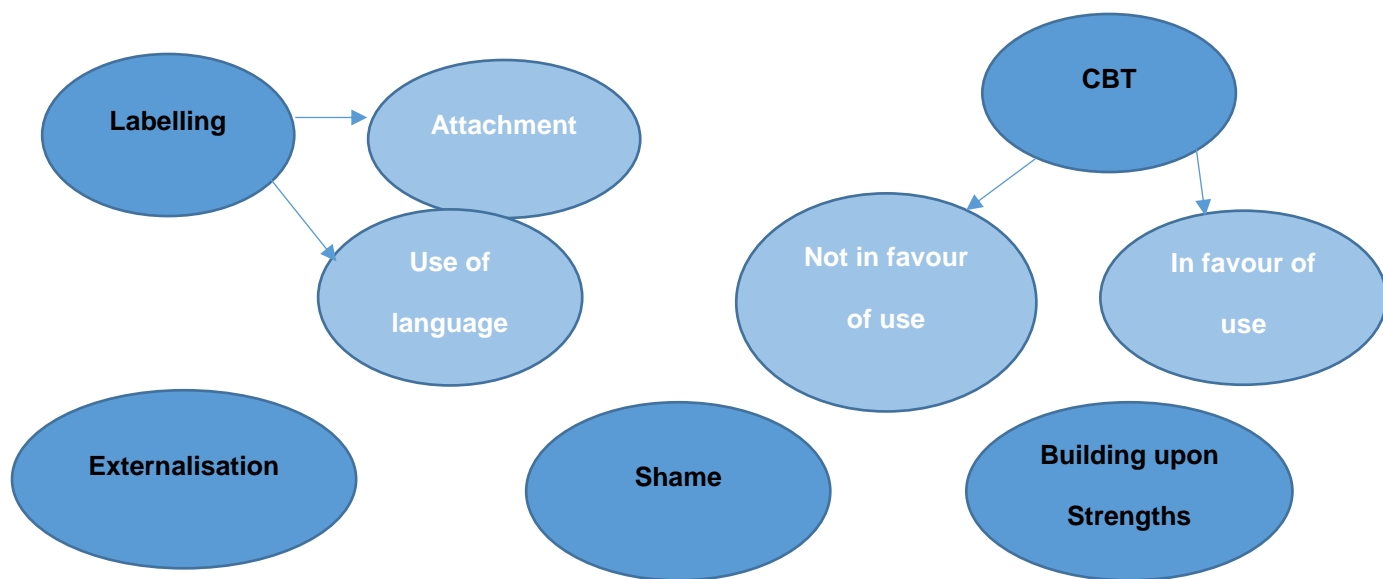 Labelling
Attachment
CBT
Use of
language
Not in favour
of use
In favour of
use
Externalisation
Shame
Building upon
Strengths